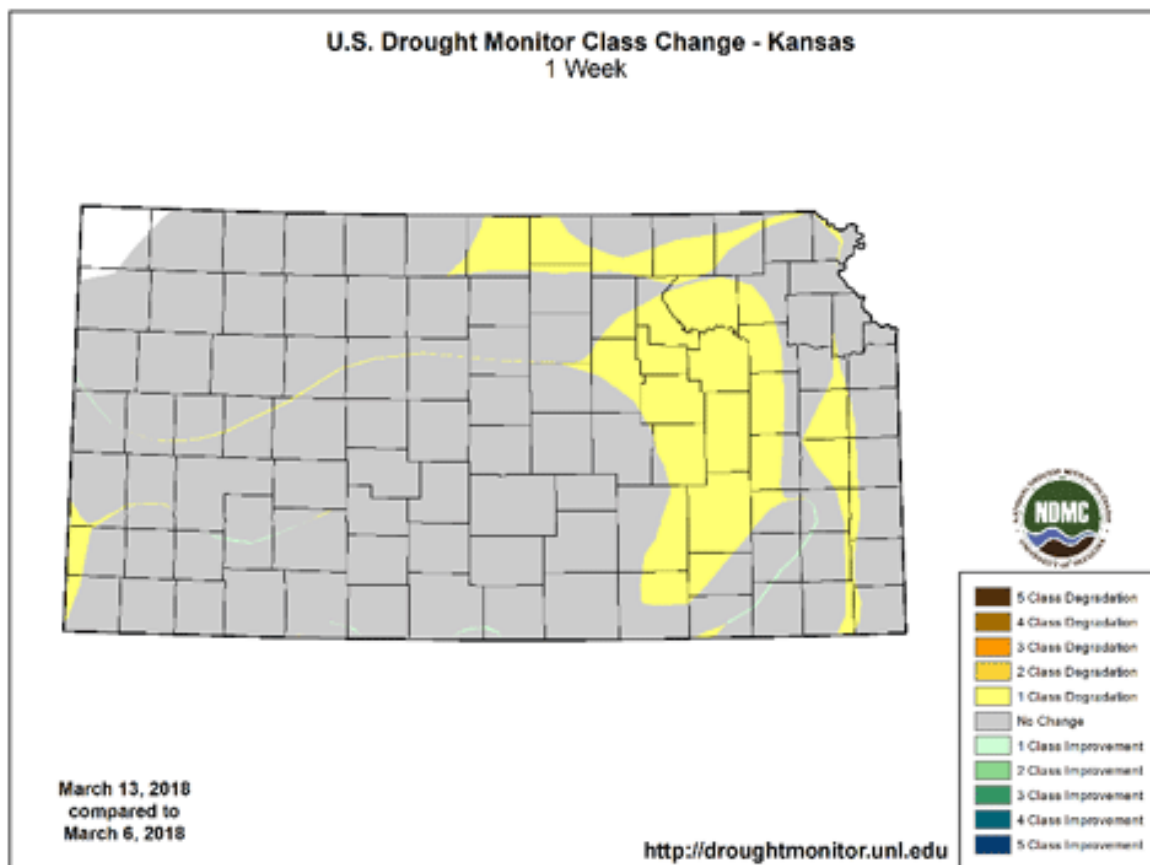 U.S. Drought Monitor Class Change - Kansas
1 Week
NDMC
5 Class Degradation
4 Class Degradation
3 Class Degradation
2 Class Degradation
1 Class Degradation
No Change
1 Class Improvement
2 Class Improvement
3 Class Improvement
4 Class Improvement
5 Class Improvement
March 13, 2018
compared to
March 6, 2018
http://droughtmonitor.unl.edu